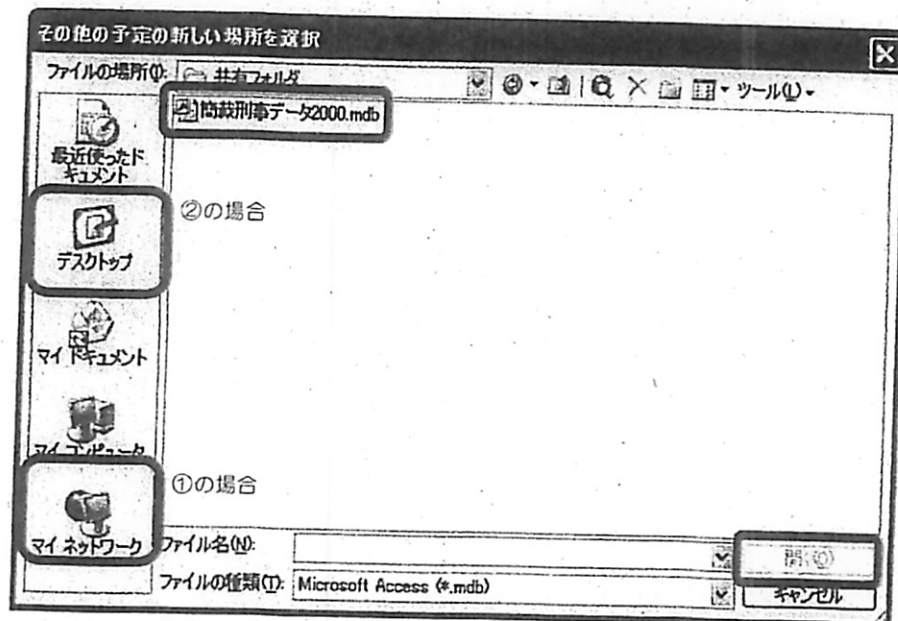 その他の予定の新しい場所を選択
ファイルの場所(I): 共有フォルダ ツール(L)
簡裁刑事データ2000.mdb
最近使ったド
キュメント
②の場合
デスクトップ
マイ ドキュメント
マイ コンピュータ
①の場合
マイ ネットワーク
ファイル名(N):
開く(O)
ファイルの種類(T): Microsoft Access (*.mdb)
キャンセル